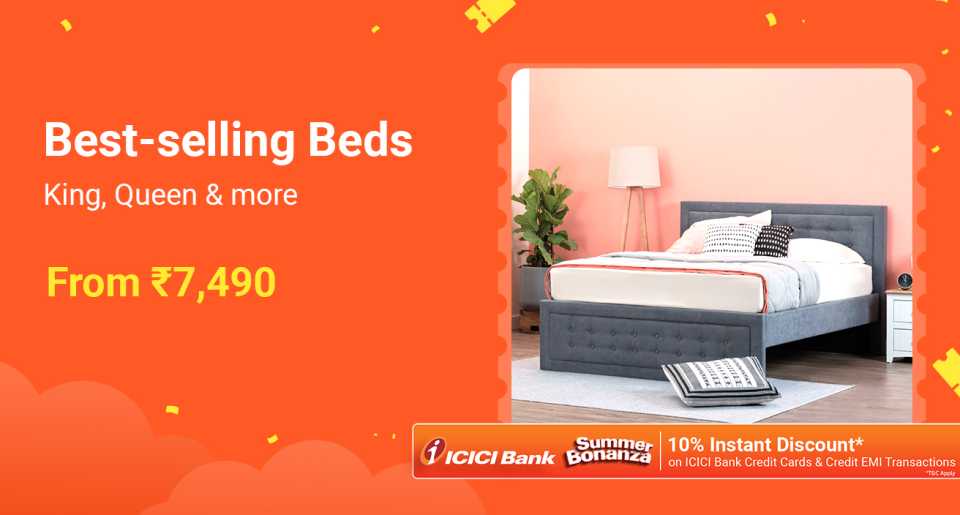 Best-selling Beds
King, Queen & more
From ₹7,490
ICICI Bank
Summer
Bonanza
10% Instant Discount*
on ICICI Bank Credit Cards & Credit EMI Transactions
*T&C Apply